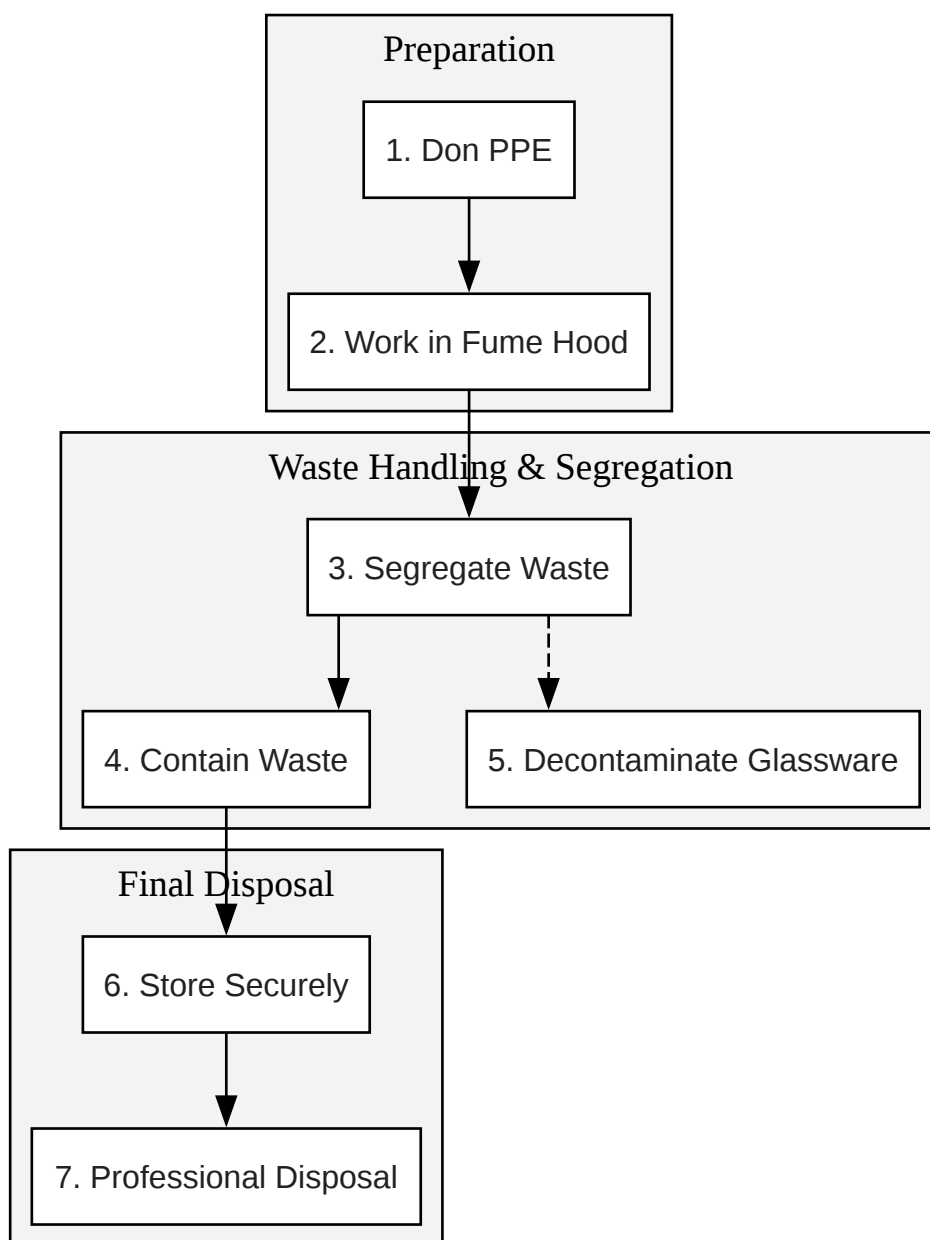 Preparation
1. Don PPE
2. Work in Fume Hood
Waste Handling & Segregation
3. Segregate Waste
4. Contain Waste
5. Decontaminate Glassware
Final Disposal
6. Store Securely
7. Professional Disposal